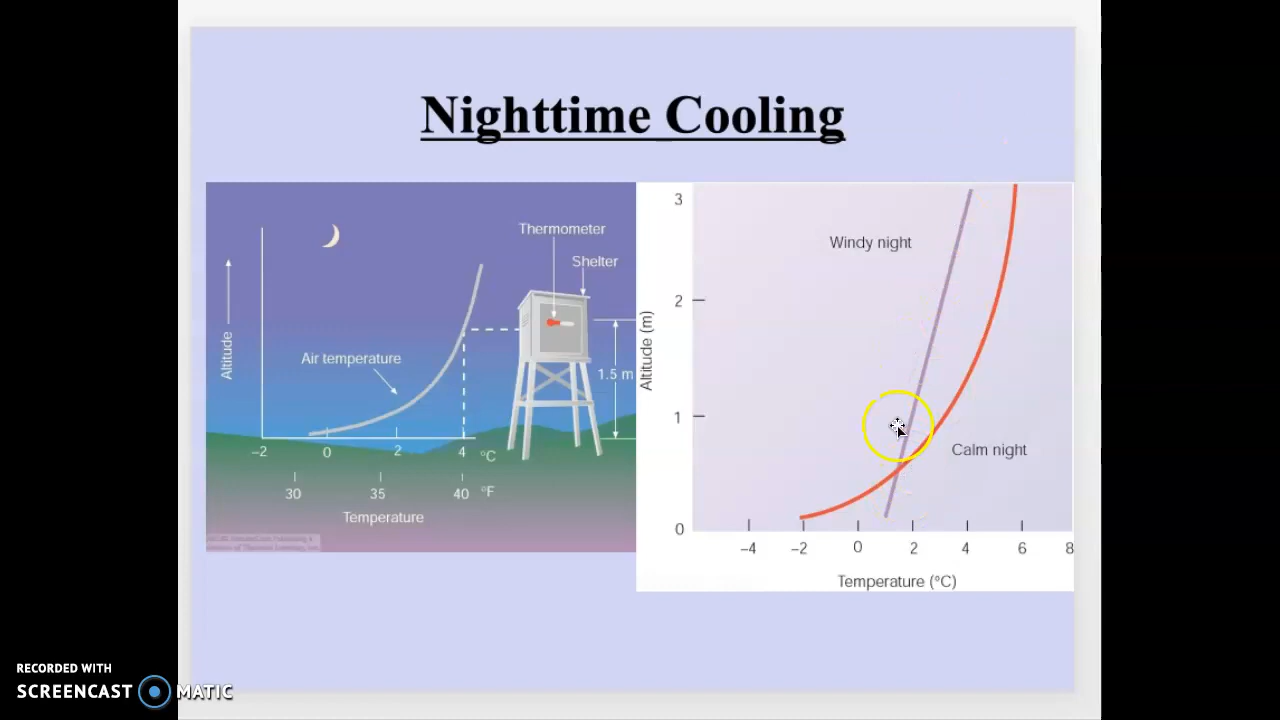 Nighttime Cooling
Thermometer
Shelter
Altitude
Air temperature
1.5 m
-2 0 2 4 °C
30 35 40 °F
Temperature
3
2
1
0
Altitude (m)
Windy night
Calm night
–4 –2 0 2 4 6 8
Temperature (°C)
RECORDED WITH
SCREENCAST MATIC